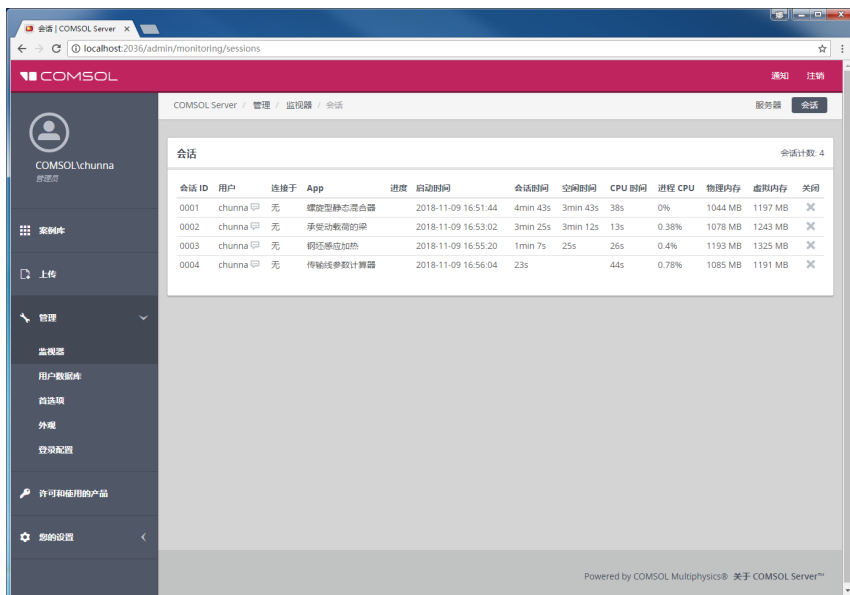 会话 | COMSOL Server
localhost:2036/admin/monitoring/sessions
COMSOL 通知 注销
COMSOL Server / 管理 / 监视器 / 会话 服务器 会话
COMSOL\chunna
管理员
案例库
上传
管理
监视器
用户数据库
首选项
外观
登录配置
许可和使用的产品
您的设置
会话 会话计数: 4
会话 ID 用户 连接于 App 进度 启动时间 会话时间 空闲时间 CPU 时间 进程 CPU 物理内存 虚拟内存 关闭
0001 chunna 无 螺旋型静态混合器 2018-11-09 16:51:44 4min 43s 3min 43s 38s 0% 1044 MB 1197 MB
0002 chunna 无 承受动载荷的梁 2018-11-09 16:53:02 3min 25s 3min 12s 13s 0.38% 1078 MB 1243 MB
0003 chunna 无 钢坯感应加热 2018-11-09 16:55:20 1min 7s 25s 26s 0.4% 1193 MB 1325 MB
0004 chunna 无 传输线参数计算器 2018-11-09 16:56:04 23s 44s 0.78% 1085 MB 1191 MB
Powered by COMSOL Multiphysics® 关于 COMSOL Server™